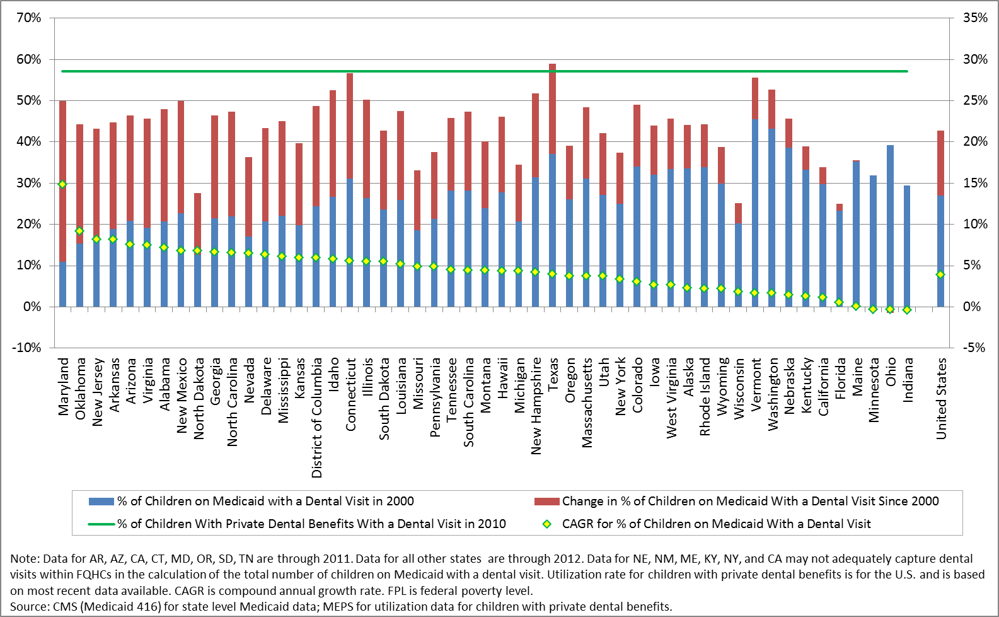 70%
60%
50%
40%
30%
20%
10%
0%
-10%
35%
30%
25%
20%
15%
10%
5%
0%
-5%
Maryland
Oklahoma
New Jersey
Arkansas
Arizona
Virginia
Alabama
New Mexico
North Dakota
Georgia
North Carolina
Nevada
Delaware
Mississippi
Kansas
District of Columbia
Idaho
Connecticut
Illinois
South Dakota
Louisiana
Missouri
Pennsylvania
Tennessee
South Carolina
Montana
Hawaii
Michigan
New Hampshire
Texas
Oregon
Massachusetts
Utah
New York
Colorado
Iowa
West Virginia
Alaska
Rhode Island
Wyoming
Wisconsin
Vermont
Washington
Nebraska
Kentucky
California
Florida
Maine
Minnesota
Ohio
Indiana
United States
% of Children on Medicaid with a Dental Visit in 2000
Change in % of Children on Medicaid With a Dental Visit Since 2000
% of Children With Private Dental Benefits With a Dental Visit in 2010
CAGR for % of Children on Medicaid With a Dental Visit
Note: Data for AR, AZ, CA, CT, MD, OR, SD, TN are through 2011. Data for all other states are through 2012. Data for NE, NM, ME, KY, NY, and CA may not adequately capture dental
visits within FQHCs in the calculation of the total number of children on Medicaid with a dental visit. Utilization rate for children with private dental benefits is for the U.S. and is based
on most recent data available. CAGR is compound annual growth rate. FPL is federal poverty level.
Source: CMS (Medicaid 416) for state level Medicaid data; MEPS for utilization data for children with private dental benefits.